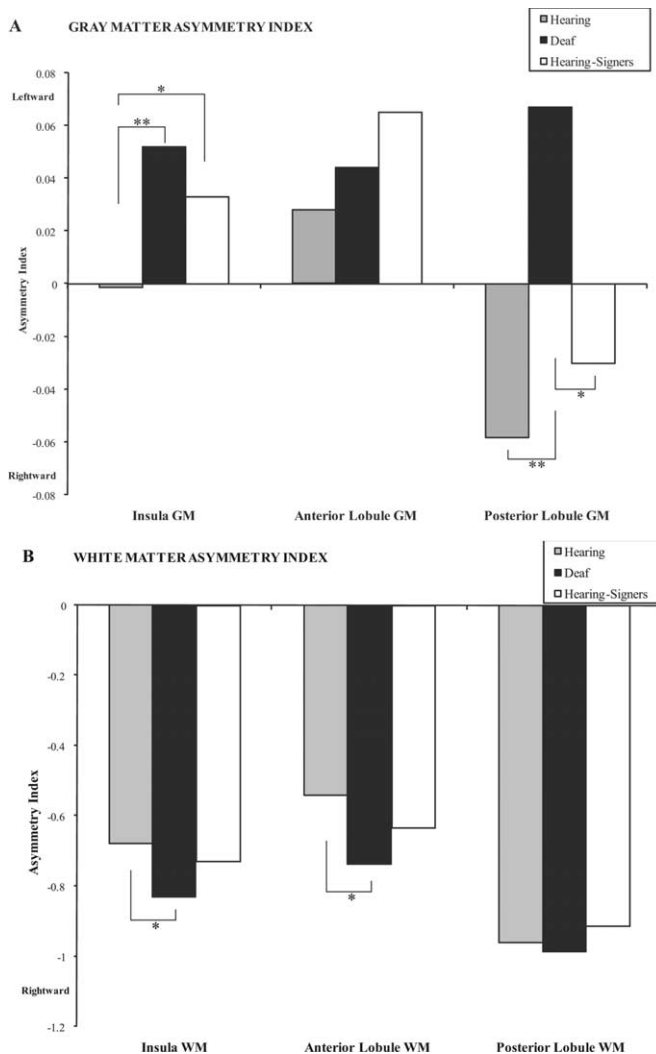 A GRAY MATTER ASYMMETRY INDEX
Hearing
Deaf
Hearing-Signers
0.08
Leftward
0.06
0.04
0.02
0
-0.02
-0.04
-0.06
Rightward
-0.08
Asymmetry Index
*
**
*
**
Insula GM Anterior Lobule GM Posterior Lobule GM
B WHITE MATTER ASYMMETRY INDEX
Hearing
Deaf
Hearing-Signers
0
-0.2
-0.4
-0.6
-0.8
-1
Rightward
-1.2
Asymmetry Index
*
*
Insula WM Anterior Lobule WM Posterior Lobule WM